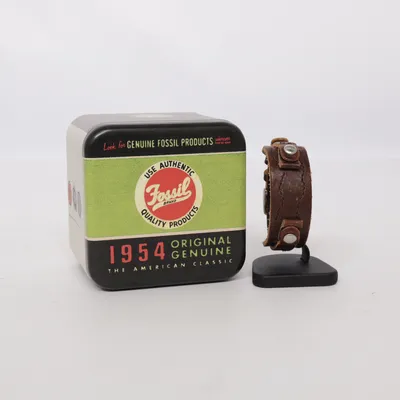 Look for GENUINE FOSSIL PRODUCTS
USE AUTHENTIC
Fossil
QUALITY PRODUCTS
1954 ORIGINAL
GENUINE
THE AMERICAN CLASSIC